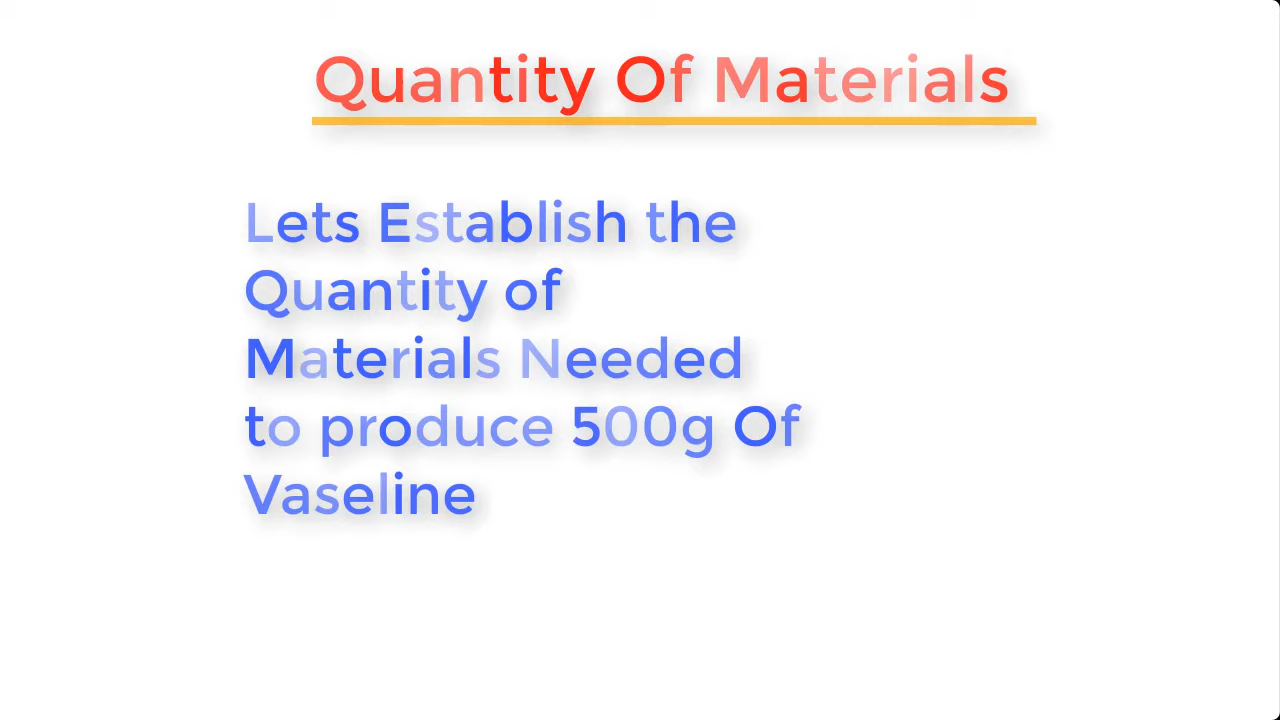 Quantity Of Materials
Lets Establish the
Quantity of
Materials Needed
to produce 500g Of
Vaseline